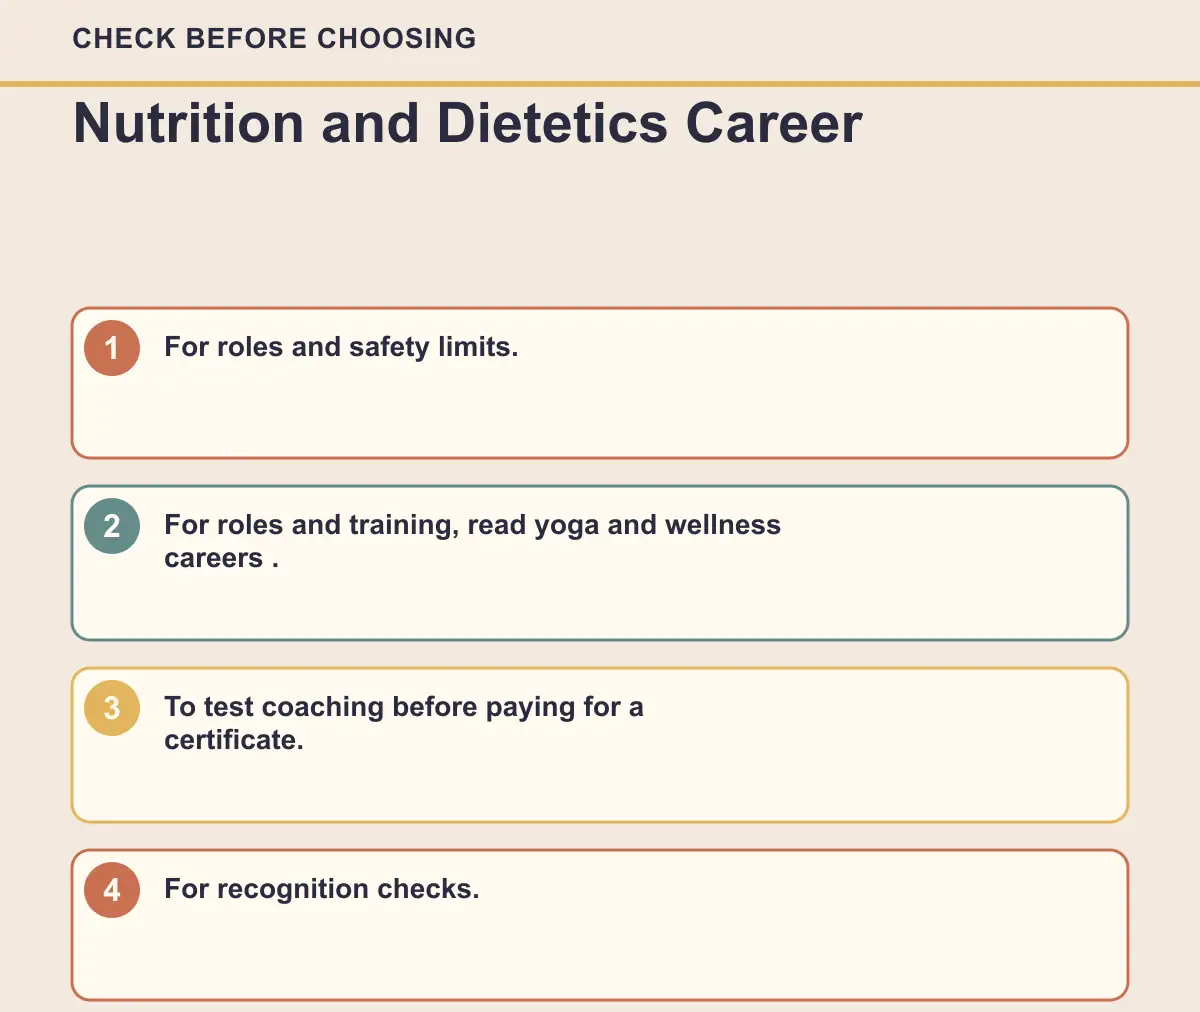 CHECK BEFORE CHOOSING
Nutrition and Dietetics Career
1
For roles and safety limits.
2
For roles and training, read yoga and wellness
careers .
3
To test coaching before paying for a
certificate.
4
For recognition checks.